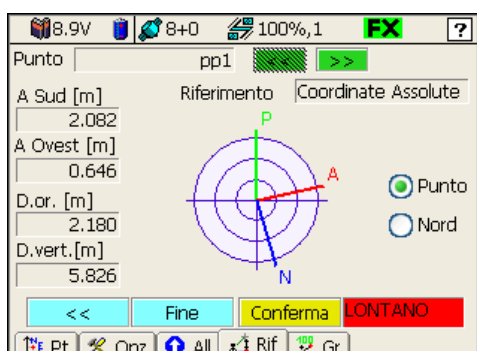 8.9V 8+0 100%,1 FX ?
Punto pp1 << >>
A Sud [m] Riferimento Coordinate Assolute
2.082 P
A Ovest [m]
0.646 A
D.or. [m] Punto
2.180 Nord
D.vert.[m]
5.826 N
<< Fine Conferma LONTANO
Pt Opz All Rif Gr